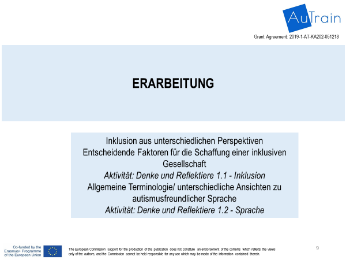 AuTrain
Grant Agreement: 2019-1-AT-KA202-051218
ERARBEITUNG
Inklusion aus unterschiedlichen Perspektiven
Entscheidende Faktoren für die Schaffung einer inklusiven
Gesellschaft
Aktivität: Denke und Reflektiere 1.1 - Inklusion
Allgemeine Terminologie/ unterschiedliche Ansichten zu
autismusfreundlicher Sprache
Aktivität: Denke und Reflektiere 1.2 - Sprache
Co-funded by the
Erasmus+ Programme
of the European Union
The European Commission support for the production of this publication does not constitute an endorsement of the contents which reflects the views
only of the authors, and the Commission cannot be held responsible for any use which may be made of the information contained therein.